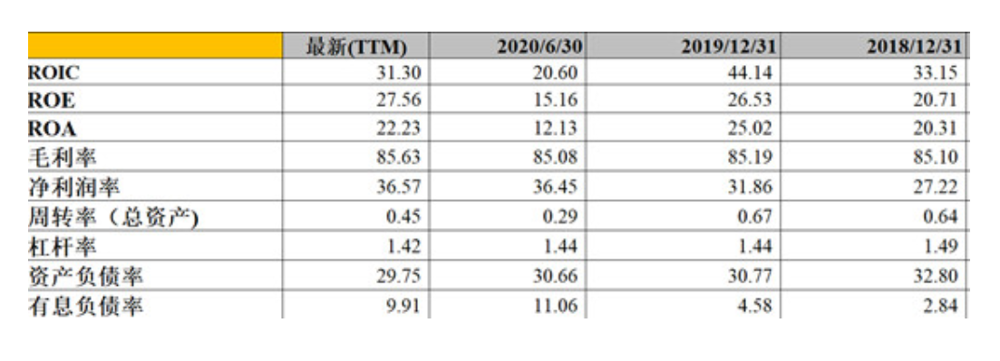 最新(TTM) 2020/6/30 2019/12/31 2018/12/31
ROIC 31.30 20.60 44.14 33.15
ROE 27.56 15.16 26.53 20.71
ROA 22.23 12.13 25.02 20.31
毛利率 85.63 85.08 85.19 85.10
净利润率 36.57 36.45 31.86 27.22
周转率（总资产) 0.45 0.29 0.67 0.64
杠杆率 1.42 1.44 1.44 1.49
资产负债率 29.75 30.66 30.77 32.80
有息负债率 9.91 11.06 4.58 2.84